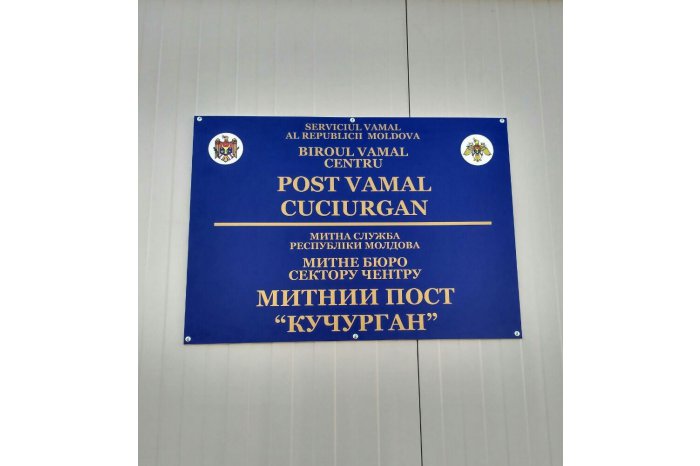 SERVICIUL VAMAL
AL REPUBLICII MOLDOVA
BIROUL VAMAL
CENTRU
POST VAMAL
CUCIURGAN
МИТНА СЛУЖБА
РЕСПУБЛІКИ МОЛДОВА
МИТНЕ БЮРО
СЕКТОРУ ЧЕНТРУ
МИТНИИ ПОСТ
“КУЧУРГАН”